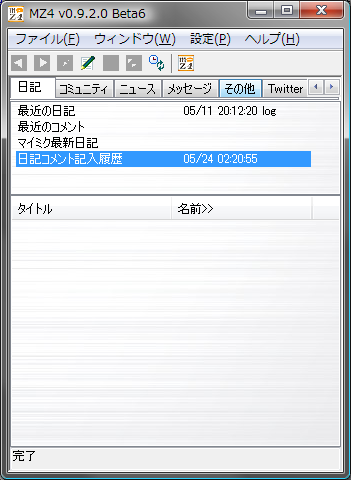 MZ4 v0.9.2.0 Beta6
ファイル(F) ウィンドウ(W) 設定(P) ヘルプ(H)
日記 コミュニティ ニュース メッセージ その他 Twitter
最近の日記 05/11 20:12:20 log
最近のコメント
マイミク最新日記
日記コメント記入履歴 05/24 02:20:55
タイトル 名前>>
完了